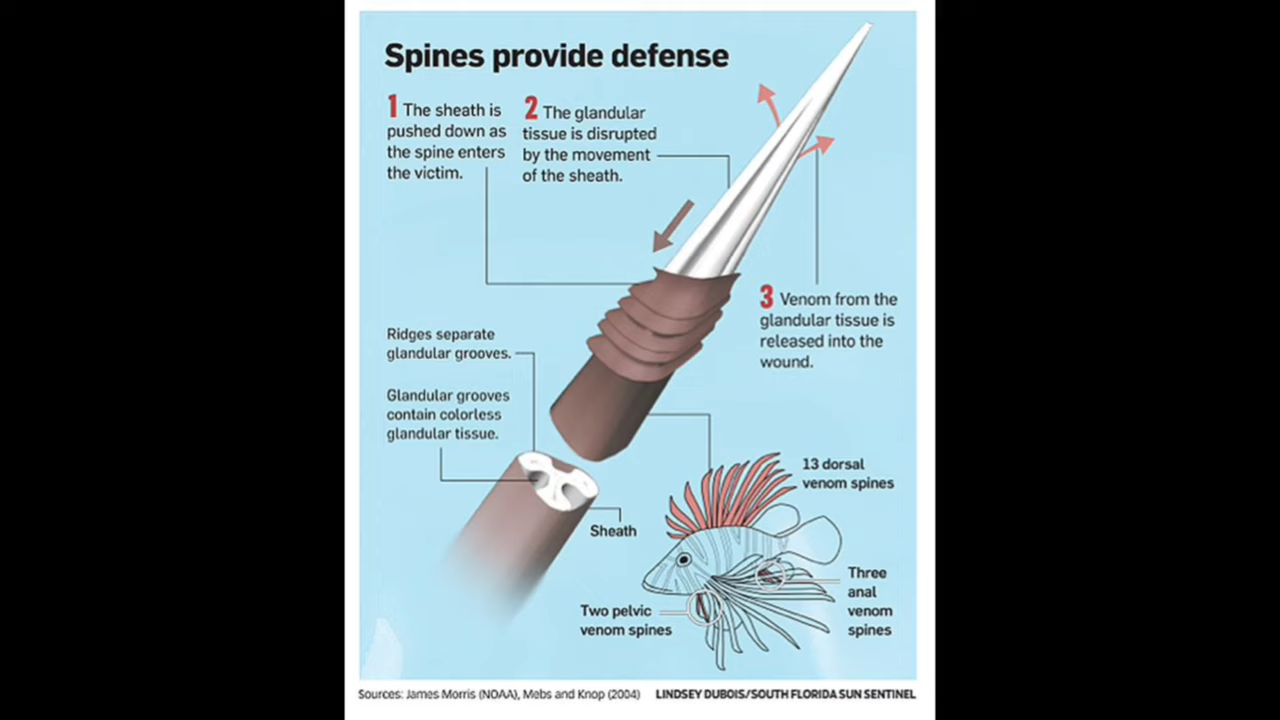 Spines provide defense
1 The sheath is
pushed down as
the spine enters
the victim.
2 The glandular
tissue is disrupted
by the movement
of the sheath.
3 Venom from the
glandular tissue is
released into the
wound.
Ridges separate
glandular grooves.
Glandular grooves
contain colorless
glandular tissue.
Sheath
13 dorsal
venom spines
Three
anal
venom
spines
Two pelvic
venom spines
Sources: James Morris (NOAA), Mebs and Knop (2004)
LINDSEY DUBOIS/SOUTH FLORIDA SUN SENTINEL